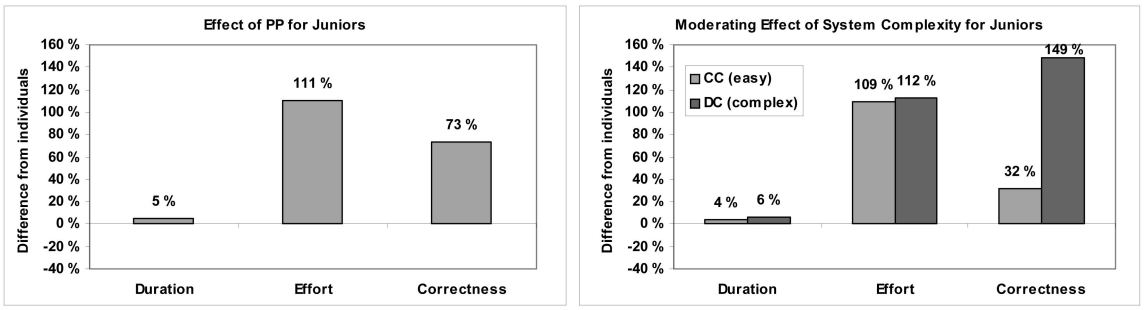 Effect of PP for Juniors
Difference from individuals
160 %
140 %
120 %
100 %
80 %
60 %
40 %
20 %
0 %
-20 %
-40 %
5 %
111 %
73 %
Duration
Effort
Correctness
Moderating Effect of System Complexity for Juniors
Difference from individuals
160 %
140 %
120 %
100 %
80 %
60 %
40 %
20 %
0 %
-20 %
-40 %
CC (easy)
DC (complex)
4 %
6 %
109 %
112 %
32 %
149 %
Duration
Effort
Correctness